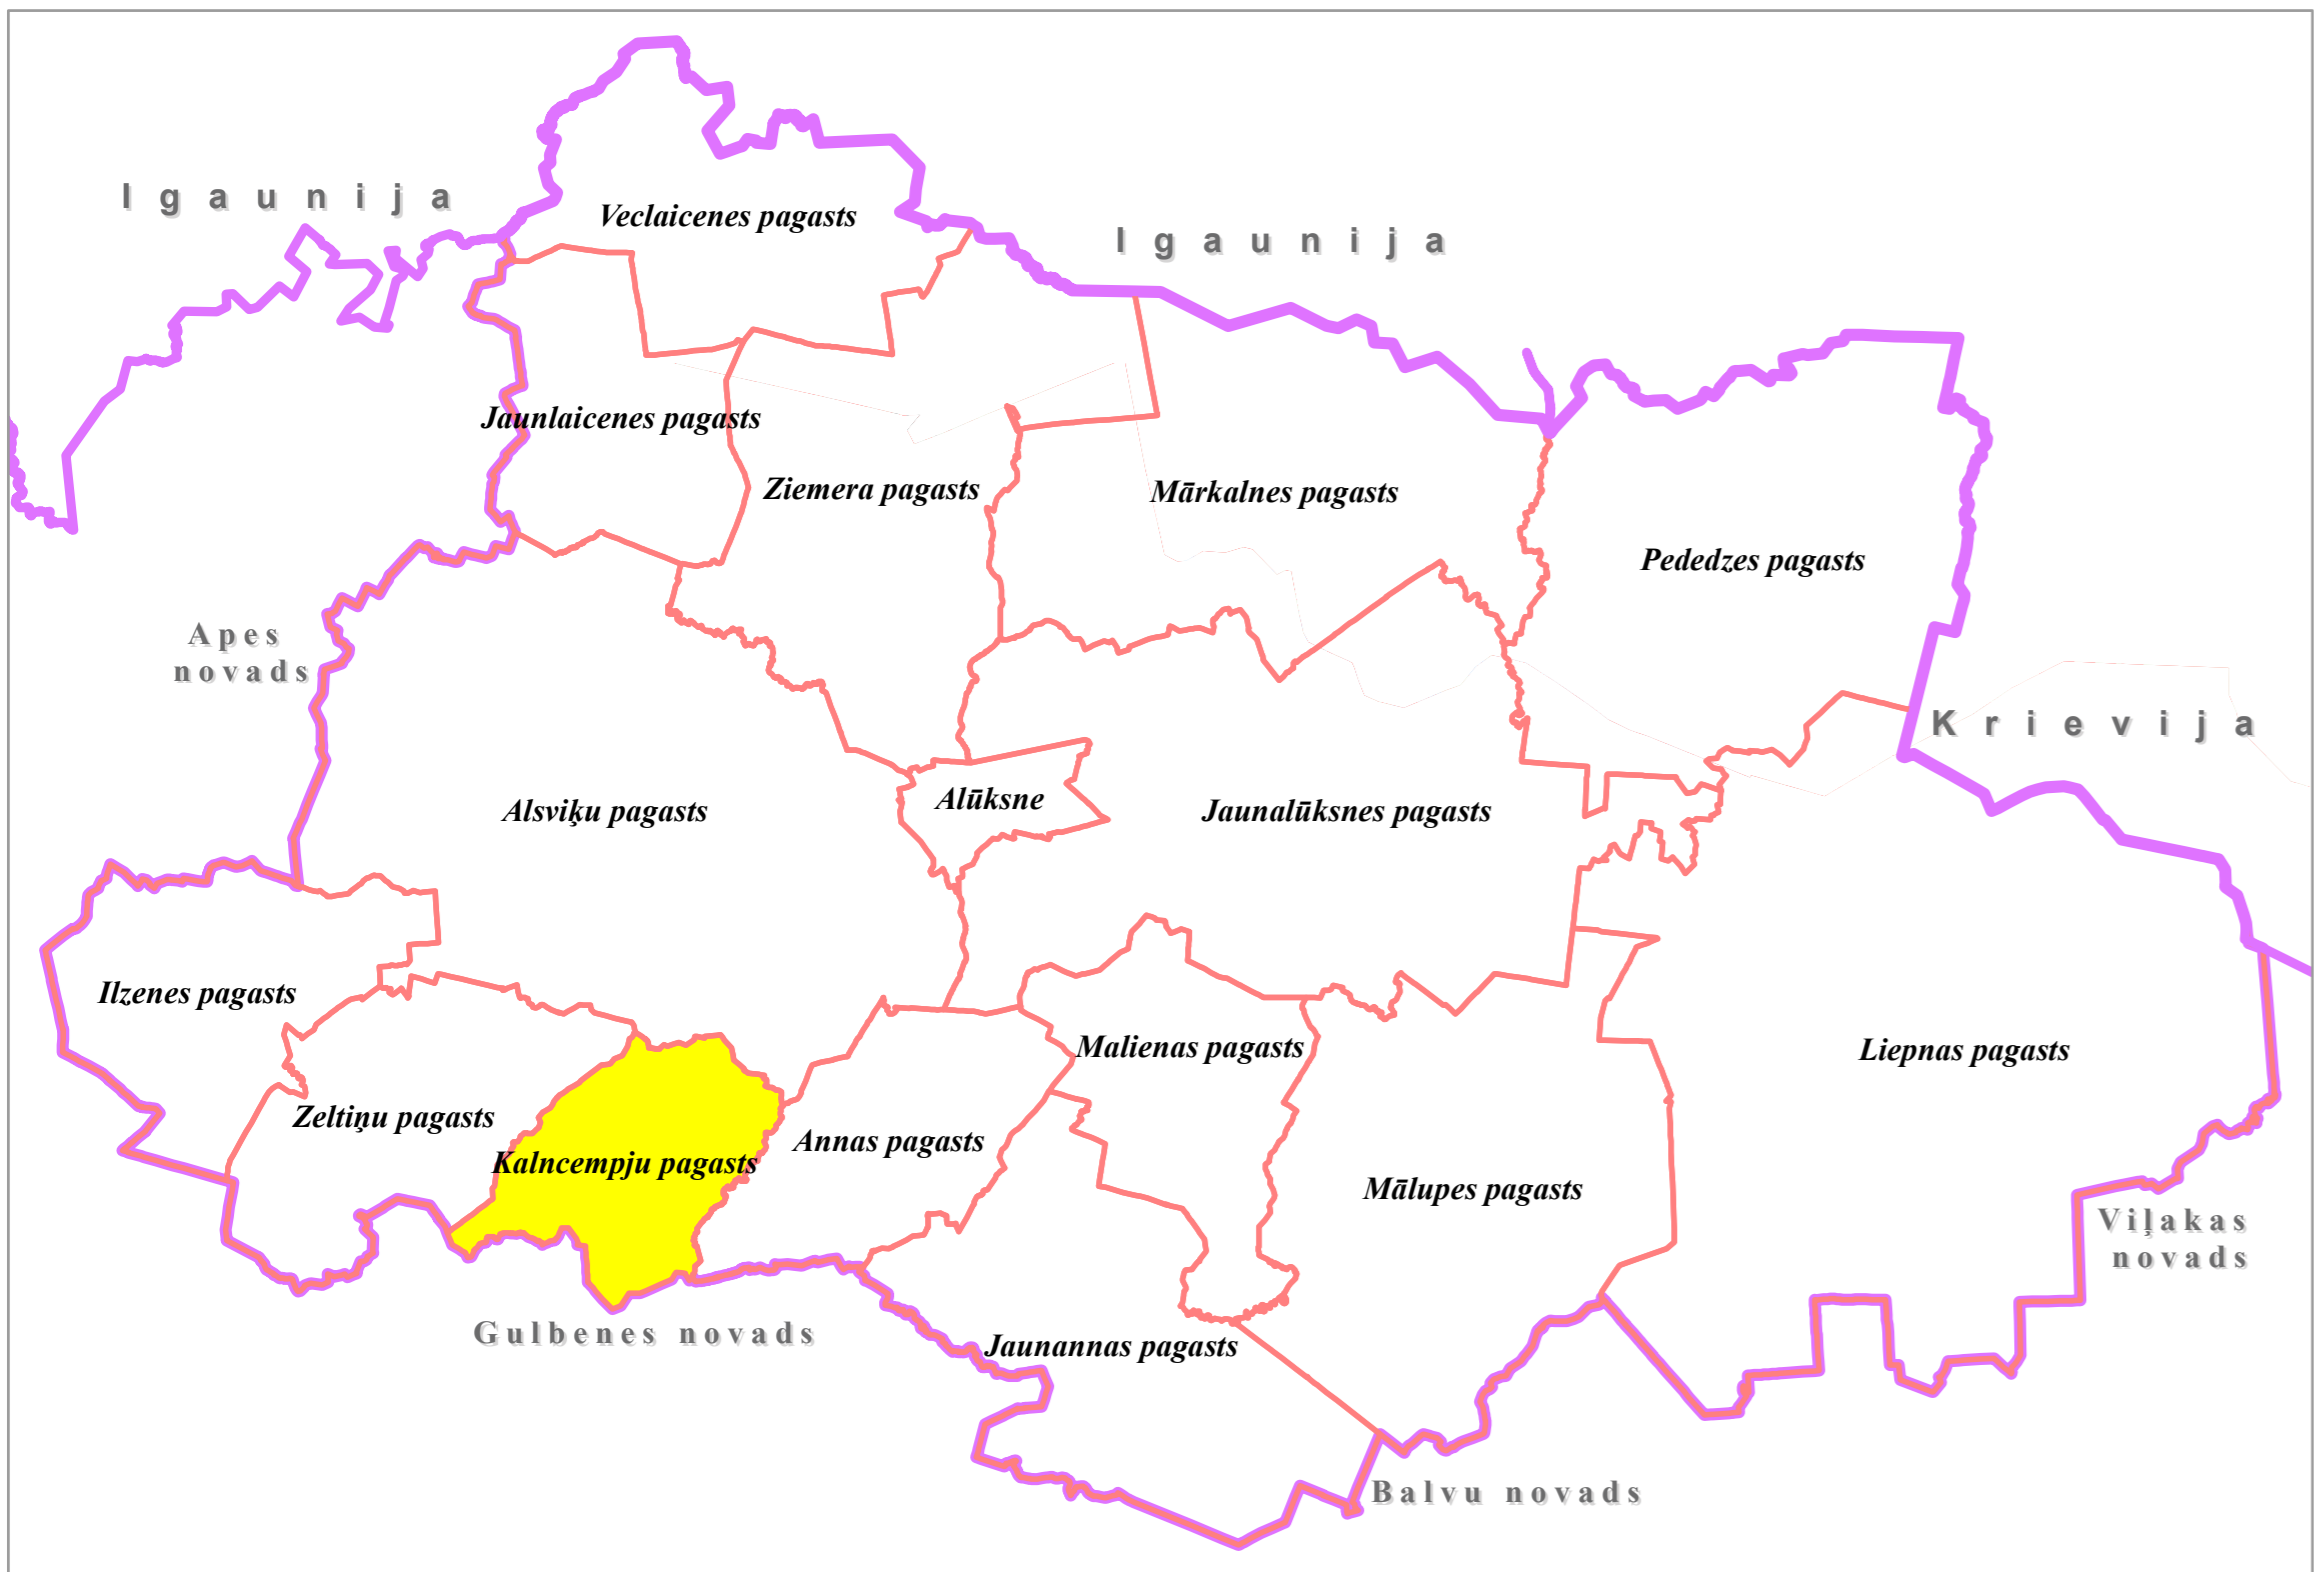 Igaunija
Veclaicenes pagasts
Igaunija
Jaunlaicenes pagasts
Ziemera pagasts
Mārkalnes pagasts
Pededzes pagasts
Apes
novads
Krievija
Alsviķu pagasts
Alūksne
Jaunalūksnes pagasts
Ilzenes pagasts
Malienas pagasts
Liepnas pagasts
Zeltiņu pagasts
Kalncempju pagasts
Annas pagasts
Mālupes pagasts
Viļakas
novads
Gulbenes novads
Jaunannas pagasts
Balvu novads